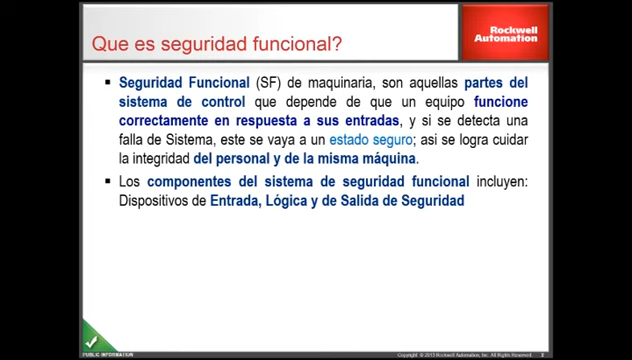 Rockwell
Automation
Que es seguridad funcional?
▪ Seguridad Funcional (SF) de maquinaria, son aquellas partes del
sistema de control que depende de que un equipo funcione
correctamente en respuesta a sus entradas, y si se detecta una
falla de Sistema, este se vaya a un estado seguro; asi se logra cuidar
la integridad del personal y de la misma máquina.
▪ Los componentes del sistema de seguridad funcional incluyen:
Dispositivos de Entrada, Lógica y de Salida de Seguridad
PUBLIC INFORMATION
Copyright © 2013 Rockwell Automation, Inc. All Rights Reserved.